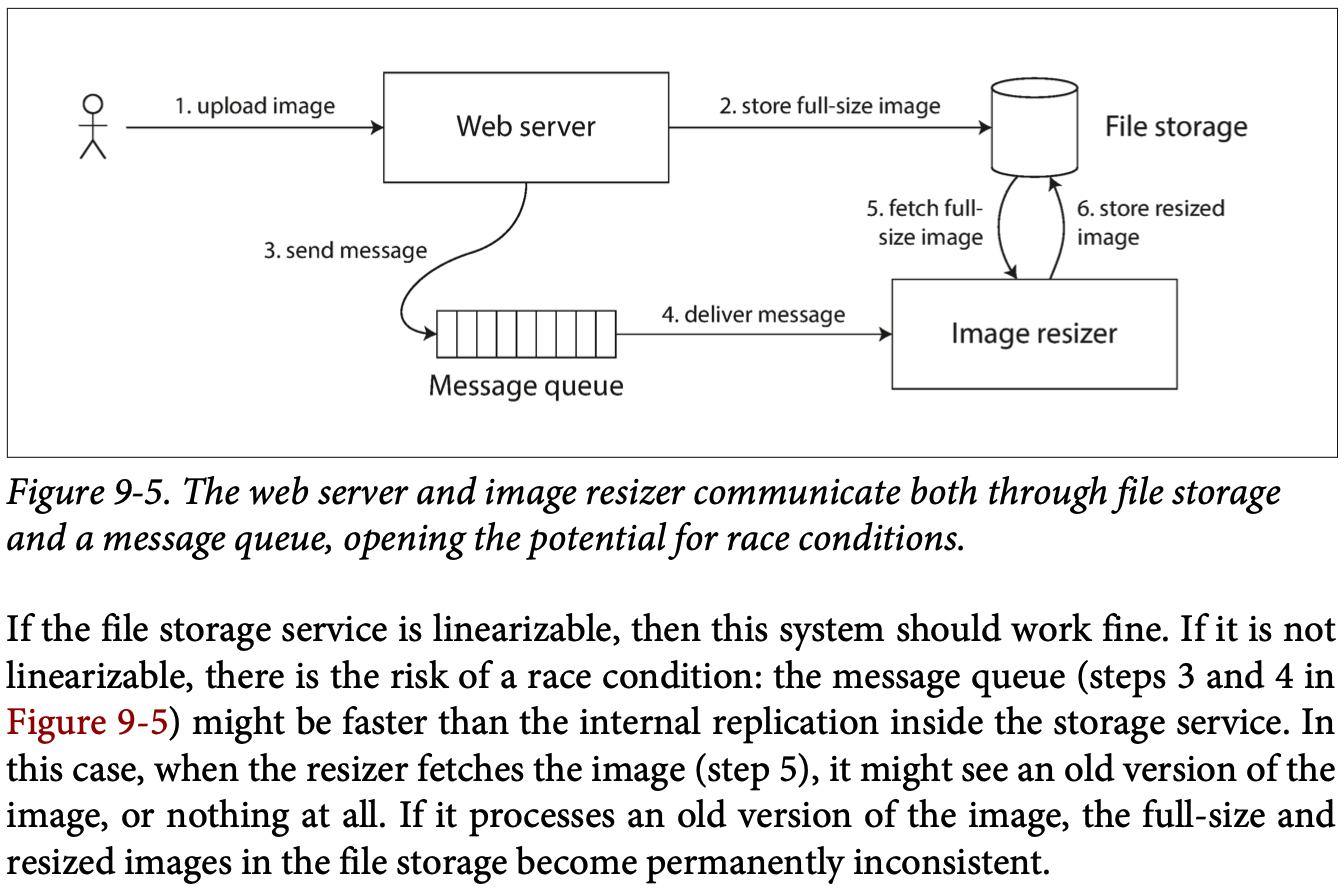 1. upload image
Web server
2. store full-size image
File storage
3. send message
5. fetch full-
size image
6. store resized
image
4. deliver message
Image resizer
Message queue
Figure 9-5. The web server and image resizer communicate both through file storage
and a message queue, opening the potential for race conditions.
If the file storage service is linearizable, then this system should work fine. If it is not
linearizable, there is the risk of a race condition: the message queue (steps 3 and 4 in
Figure 9-5) might be faster than the internal replication inside the storage service. In
this case, when the resizer fetches the image (step 5), it might see an old version of the
image, or nothing at all. If it processes an old version of the image, the full-size and
resized images in the file storage become permanently inconsistent.